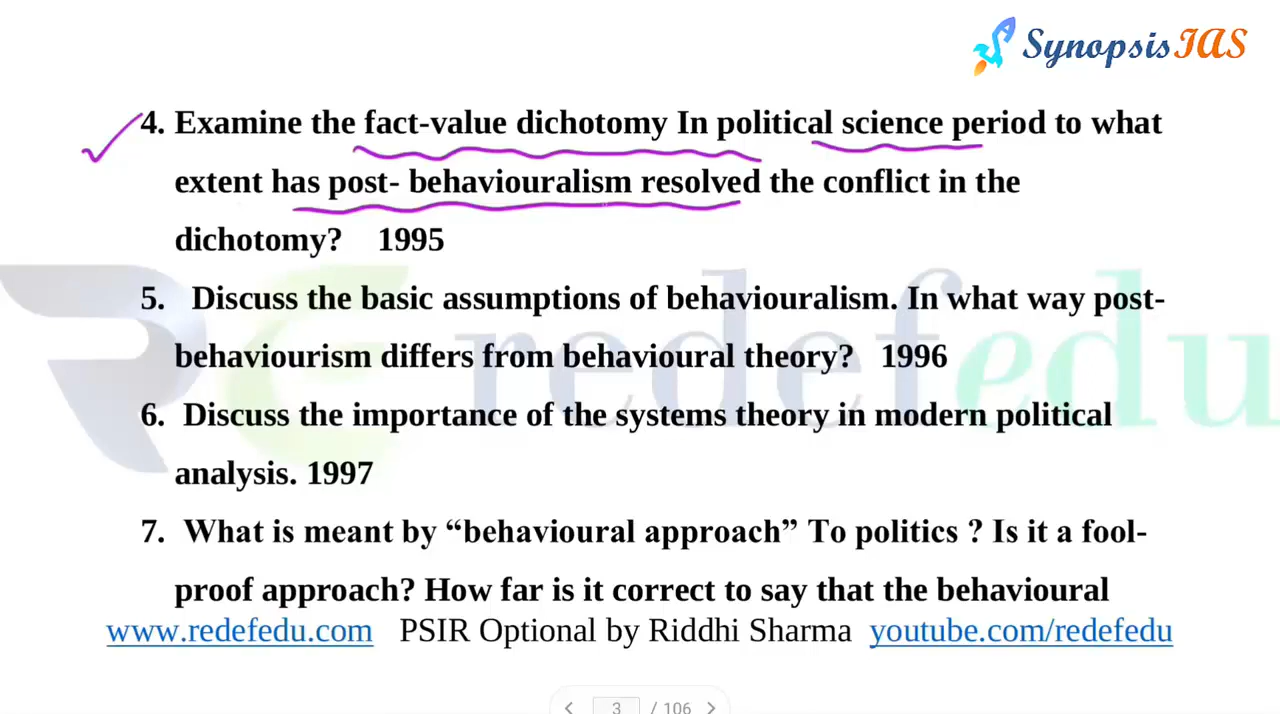 SynopsisIAS
4. Examine the fact-value dichotomy In political science period to what
extent has post- behaviouralism resolved the conflict in the
dichotomy? 1995
5. Discuss the basic assumptions of behaviouralism. In what way post-
behaviourism differs from behavioural theory? 1996
6. Discuss the importance of the systems theory in modern political
analysis. 1997
7. What is meant by “behavioural approach” To politics ? Is it a fool-
proof approach? How far is it correct to say that the behavioural
redefedu
www.redefedu.com PSIR Optional by Riddhi Sharma youtube.com/redefedu
3 / 106